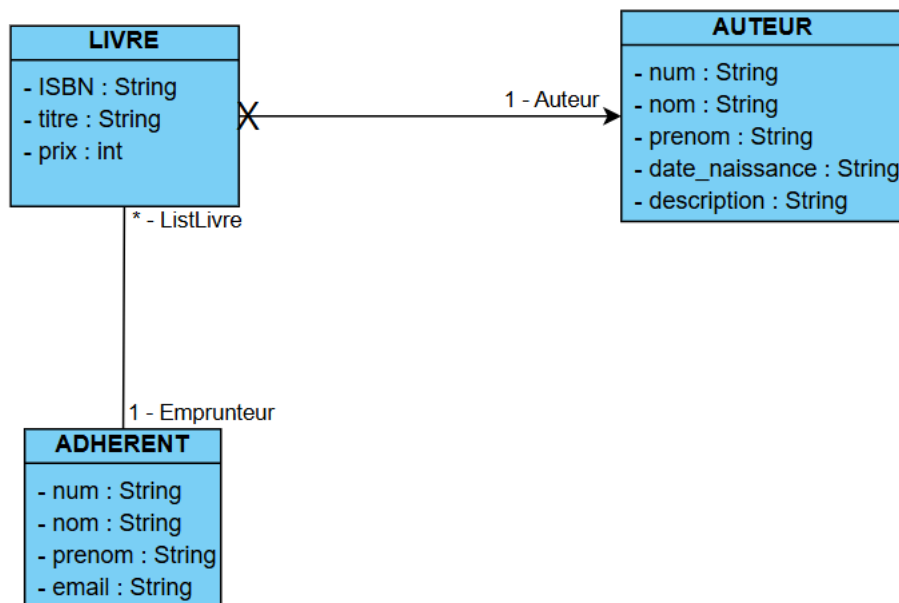 LIVRE
- ISBN : String
- titre : String
- prix : int
* - ListLivre
1 - Auteur
AUTEUR
- num : String
- nom : String
- prenom : String
- date_naissance : String
- description : String
1 - Emprunteur
ADHERENT
- num : String
- nom : String
- prenom : String
- email : String